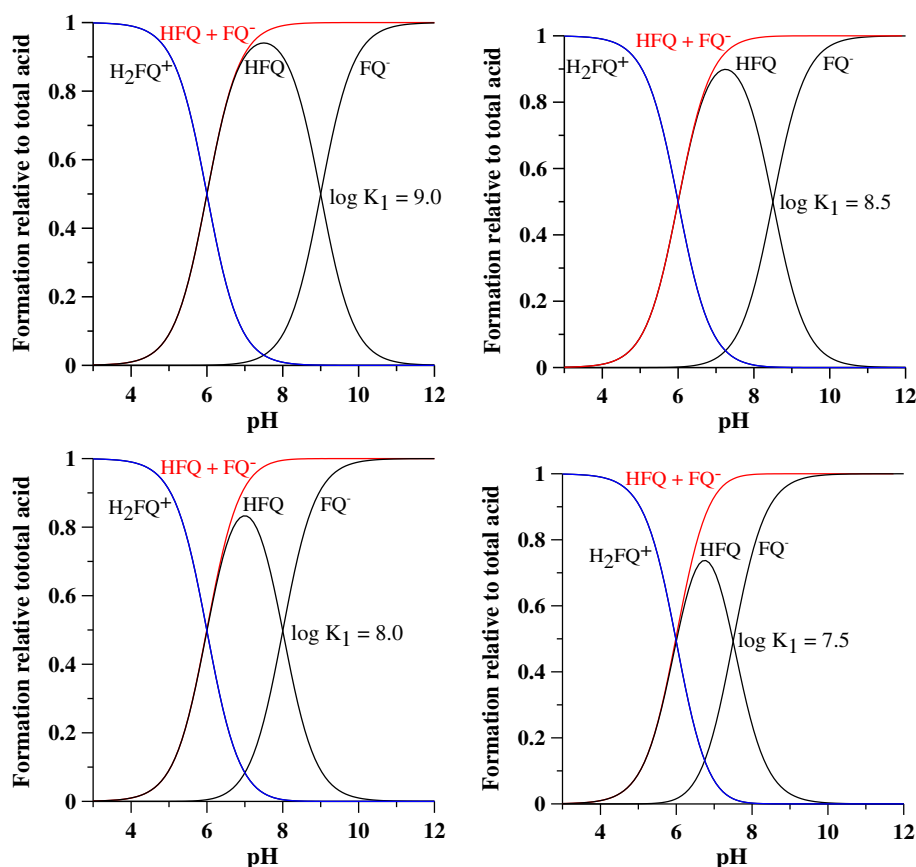 Formation relative to total acid
1
0.8
0.6
0.4
0.2
0
HFQ + FQ⁻
H₂FQ⁺
HFQ
FQ⁻
log K₁ = 9.0
4 6 8 10 12
pH
Formation relative to total acid
1
0.8
0.6
0.4
0.2
0
HFQ + FQ⁻
H₂FQ⁺
HFQ
FQ⁻
log K₁ = 8.5
4 6 8 10 12
pH
Formation relative tototal acid
1
0.8
0.6
0.4
0.2
0
HFQ + FQ⁻
H₂FQ⁺
HFQ
FQ⁻
log K₁ = 8.0
4 6 8 10 12
pH
Formation relative to total acid
1
0.8
0.6
0.4
0.2
0
HFQ + FQ⁻
H₂FQ⁺
HFQ
FQ⁻
log K₁ = 7.5
4 6 8 10 12
pH